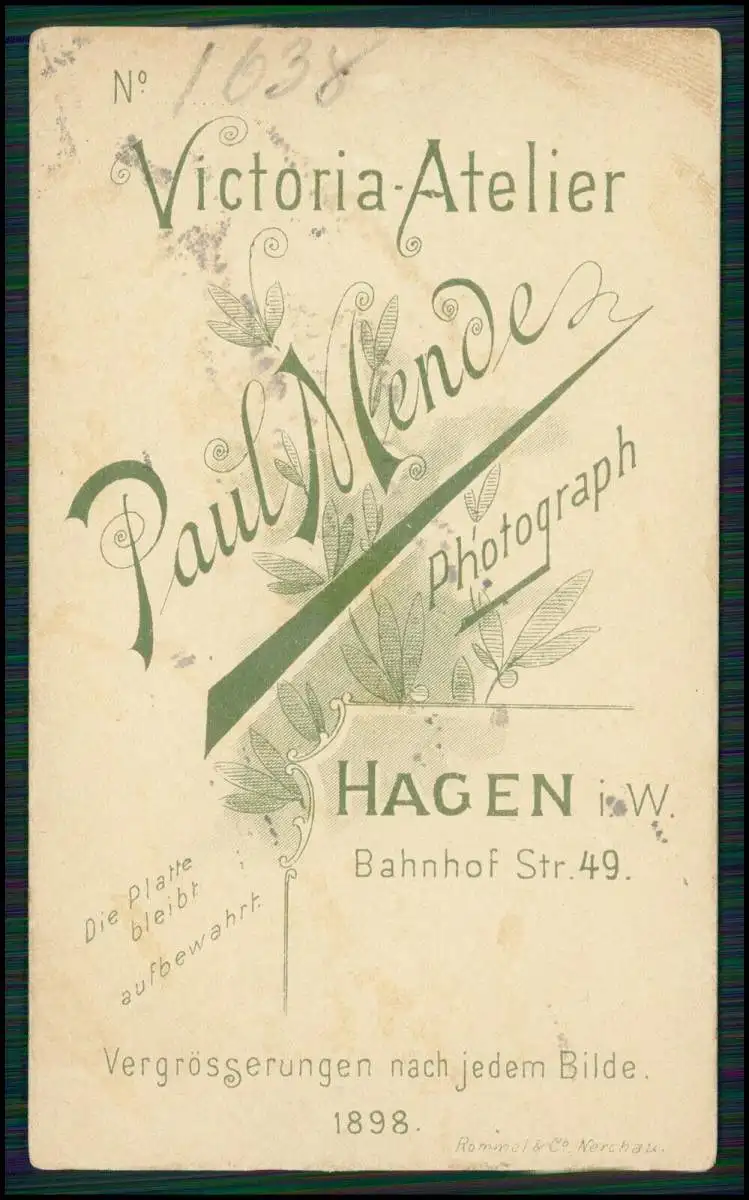 Nº 1638
Victoria-Atelier
Paul Mende
Photograph
HAGEN i. W.
Bahnhof Str. 49.
Die Platte
bleibt
aufbewahrt.
Vergrösserungen nach jedem Bilde.
1898.
Rommel & Cº Nerchau.